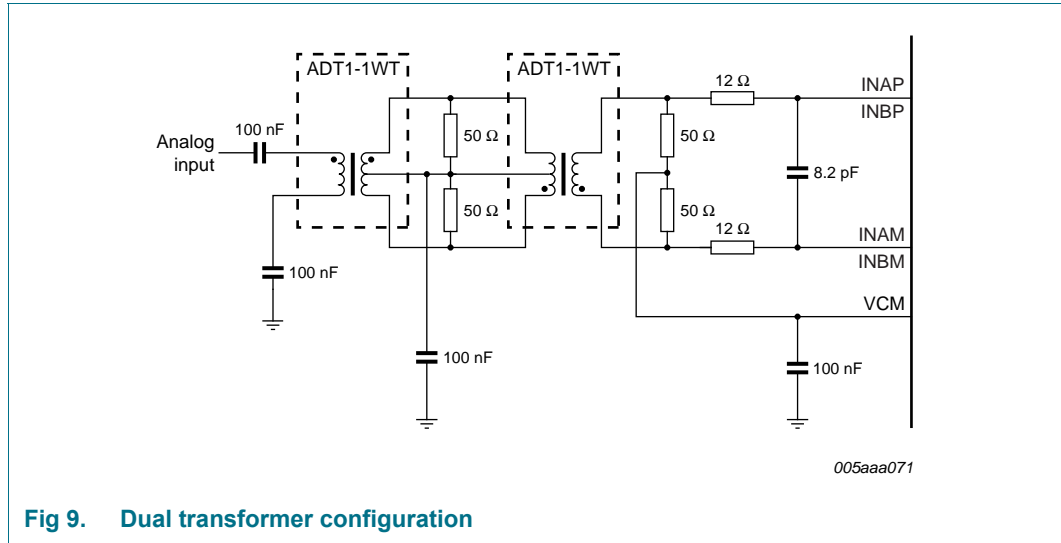 ADT1-1WT
ADT1-1WT
Analog
input
100 nF
100 nF
50 Ω
50 Ω
100 nF
50 Ω
50 Ω
12 Ω
12 Ω
8.2 pF
INAP
INBP
INAM
INBM
VCM
100 nF
005aaa071
Fig 9. Dual transformer configuration